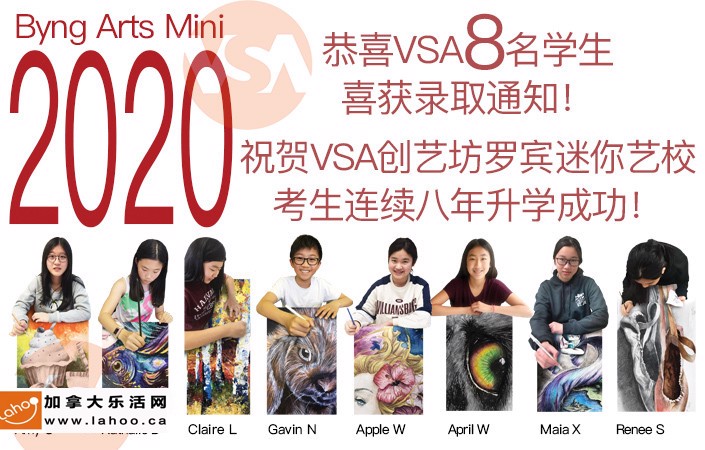 Byng Arts Mini
2020
VSA
恭喜VSA8名学生
喜获录取通知!
祝贺VSA创艺坊罗宾迷你艺校
考生连续八年升学成功!
WILLIAMSBURG
Lahoo
加拿大乐活网
www.lahoo.ca
Claire L
Gavin N
Apple W
April W
Maia X
Renee S